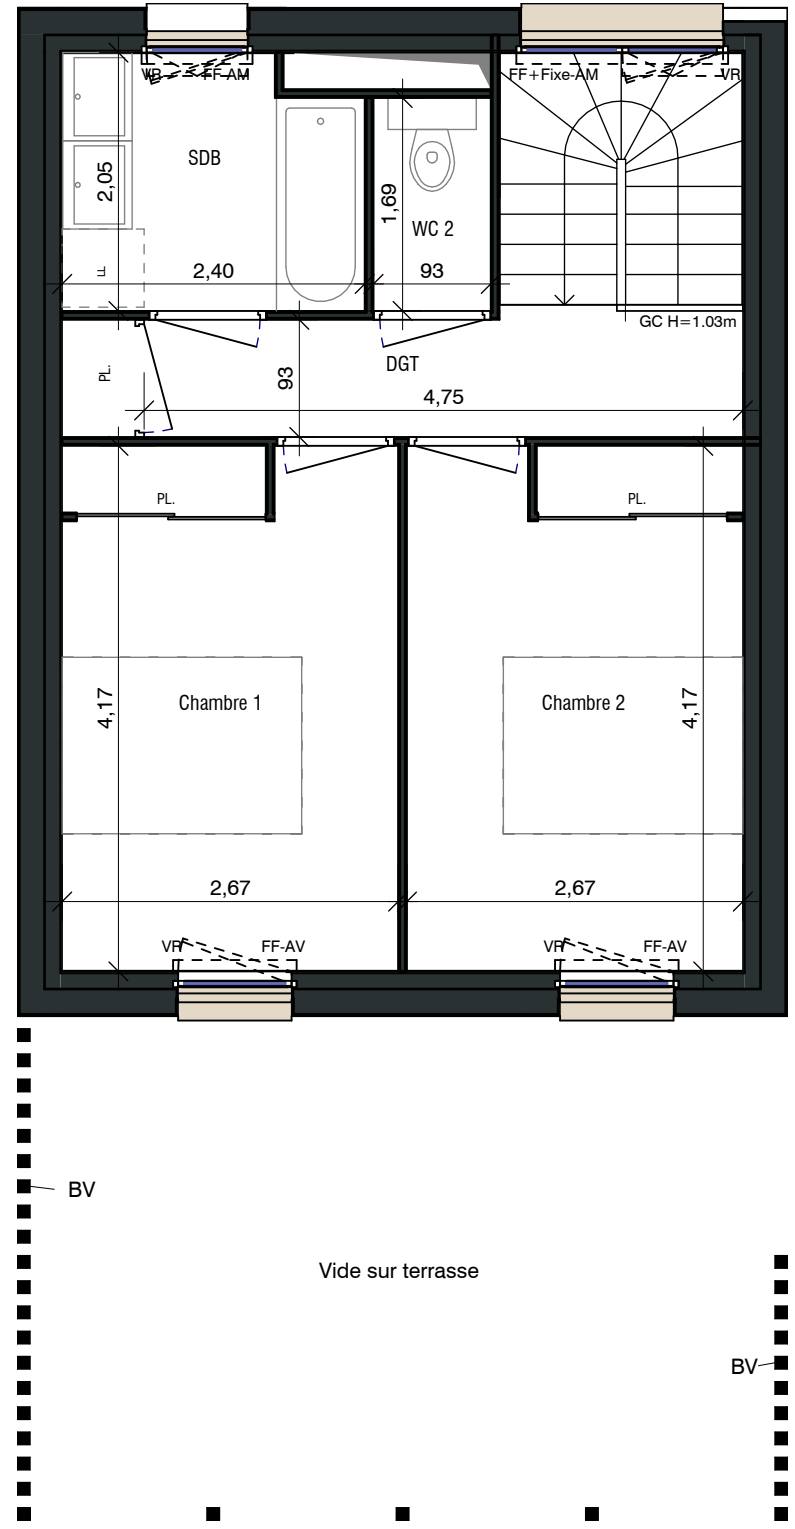 VR FF-AM
FF+Fixe-AM VR
SDB
2,05
1,69
WC 2
LL
2,40
93
GC H=1.03m
PL.
93
DGT
4,75
PL.
PL.
Chambre 1
Chambre 2
4,17
4,17
2,67
2,67
VR FF-AV
VR FF-AV
BV
Vide sur terrasse
BV